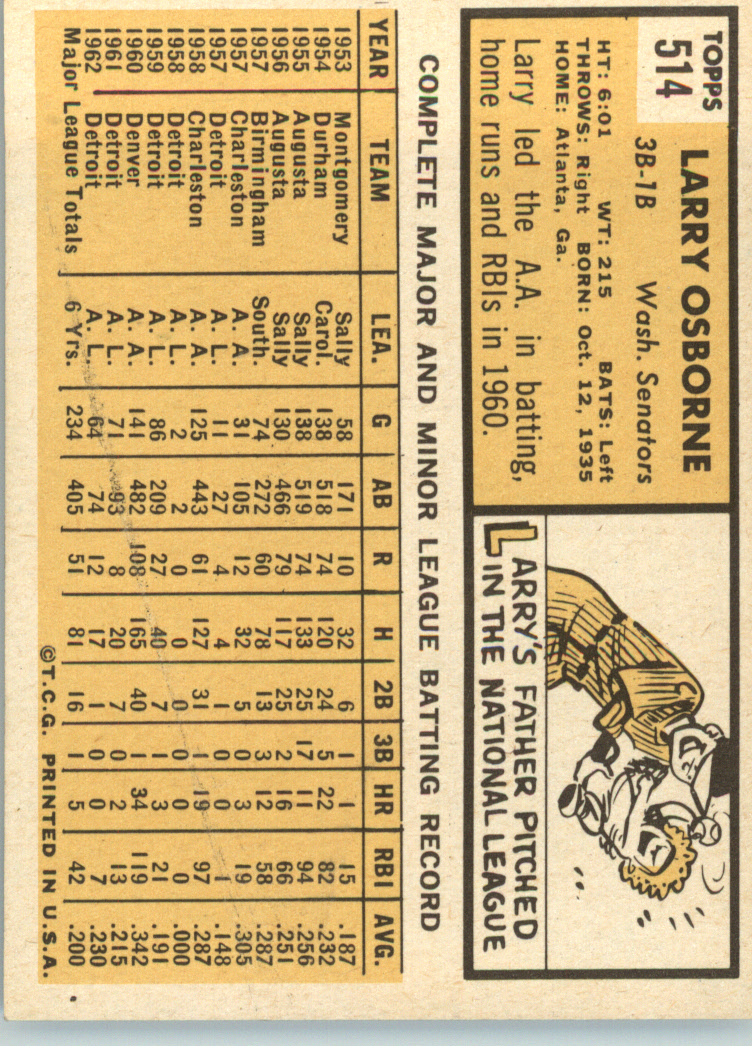 TOPPS
514
LARRY OSBORNE
3B-1B Wash. Senators
HT: 6:01 WT: 215 BATS: Left
THROWS: Right BORN: Oct. 12, 1935
HOME: Atlanta, Ga.
Larry led the A.A. in batting,
home runs and RBIs in 1960.
LARRY'S FATHER PITCHED
IN THE NATIONAL LEAGUE
COMPLETE MAJOR AND MINOR LEAGUE BATTING RECORD
YEAR TEAM LEA. G AB R H 2B 3B HR RBI AVG.
1953 Montgomery Sally 58 171 10 32 6 1 1 15 .187
1954 Durham Carol. 138 518 74 120 24 5 22 82 .232
1955 Augusta Sally 138 519 74 133 25 17 11 94 .256
1956 Augusta Sally 130 466 79 117 25 2 16 66 .251
1957 Birmingham South. 74 272 60 78 13 3 12 58 .287
1957 Charleston A. A. 31 105 12 32 5 0 3 19 .305
1957 Detroit A. L. 11 27 4 4 1 0 0 1 .148
1958 Charleston A. A. 125 443 61 127 31 1 19 97 .287
1958 Detroit A. L. 2 2 0 0 0 0 0 0 .000
1959 Detroit A. L. 86 209 27 40 7 1 3 21 .191
1960 Denver A. A. 141 482 108 165 40 1 34 119 .342
1961 Detroit A. L. 71 93 8 20 7 0 2 13 .215
1962 Detroit A. L. 64 74 12 17 1 0 0 7 .230
Major League Totals 6 Yrs. 234 405 51 81 16 1 5 42 .200
©T.C.G. PRINTED IN U.S.A.